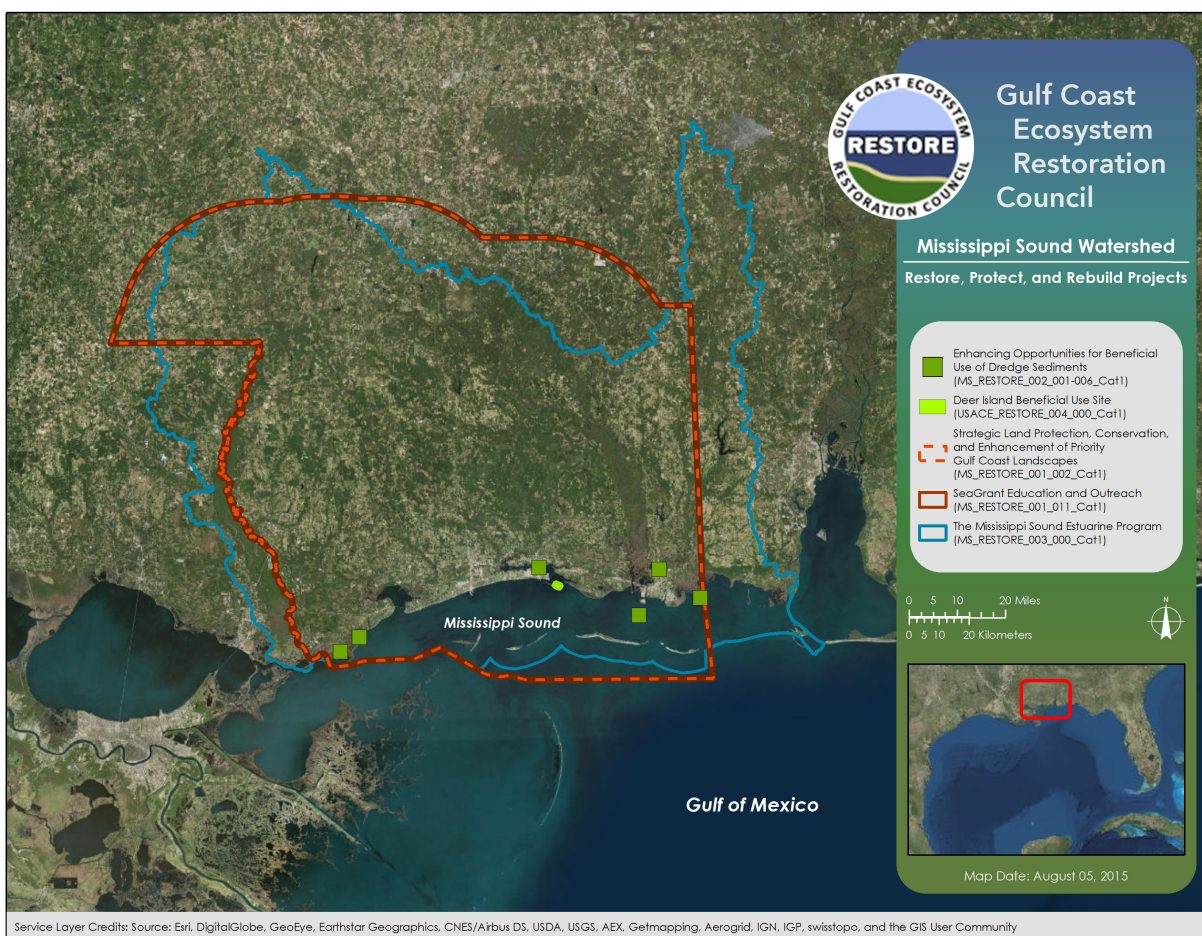 GULF COAST ECOSYSTEM
RESTORE
RESTORATION COUNCIL
Gulf Coast
Ecosystem
Restoration
Council
Mississippi Sound Watershed
Restore, Protect, and Rebuild Projects
Enhancing Opportunities for Beneficial
Use of Dredge Sediments
(MS_RESTORE_002_001-006_Cat1)
Deer Island Beneficial Use Site
(USACE_RESTORE_004_000_Cat1)
Strategic Land Protection, Conservation,
and Enhancement of Priority
Gulf Coast Landscapes
(MS_RESTORE_001_002_Cat1)
SeaGrant Education and Outreach
(MS_RESTORE_001_011_Cat1)
The Mississippi Sound Estuarine Program
(MS_RESTORE_003_000_Cat1)
0 5 10 20 Miles
0 5 10 20 Kilometers
N
Mississippi Sound
Gulf of Mexico
Map Date: August 05, 2015
Service Layer Credits: Source: Esri, DigitalGlobe, GeoEye, Earthstar Geographics, CNES/Airbus DS, USDA, USGS, AEX, Getmapping, Aerogrid, IGN, IGP, swisstopo, and the GIS User Community